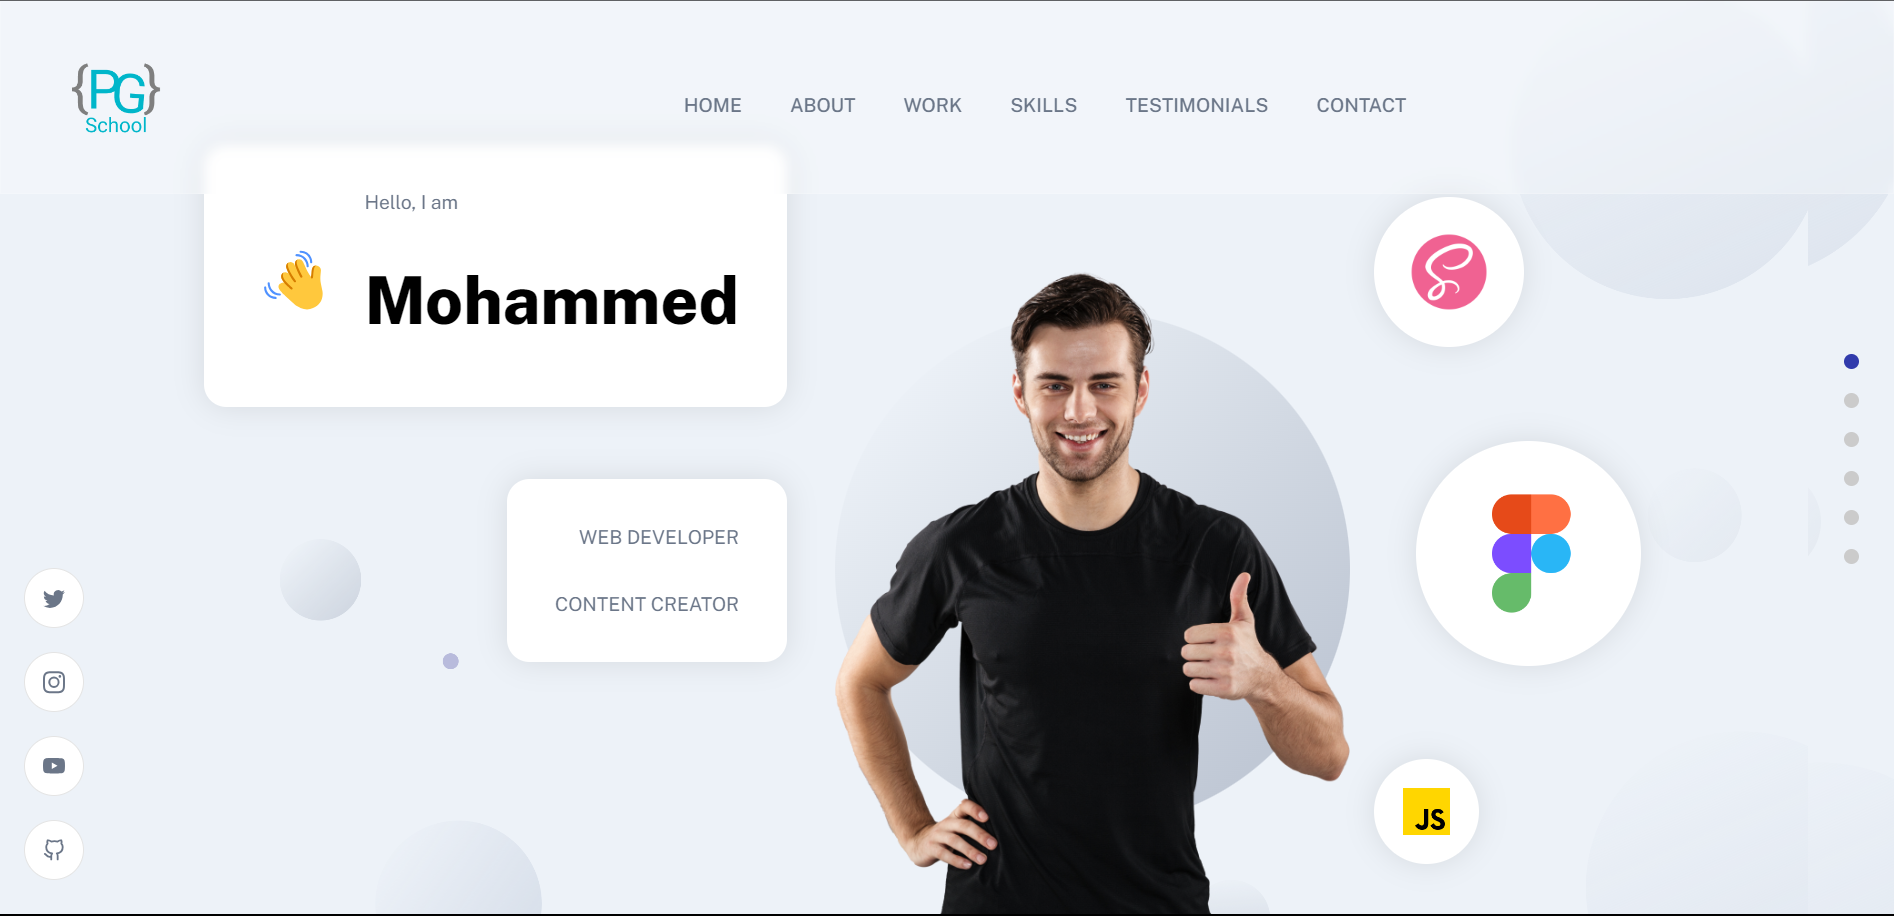 {PG}
School
HOME ABOUT WORK SKILLS TESTIMONIALS CONTACT
Hello, I am
Mohammed
WEB DEVELOPER
CONTENT CREATOR
JS